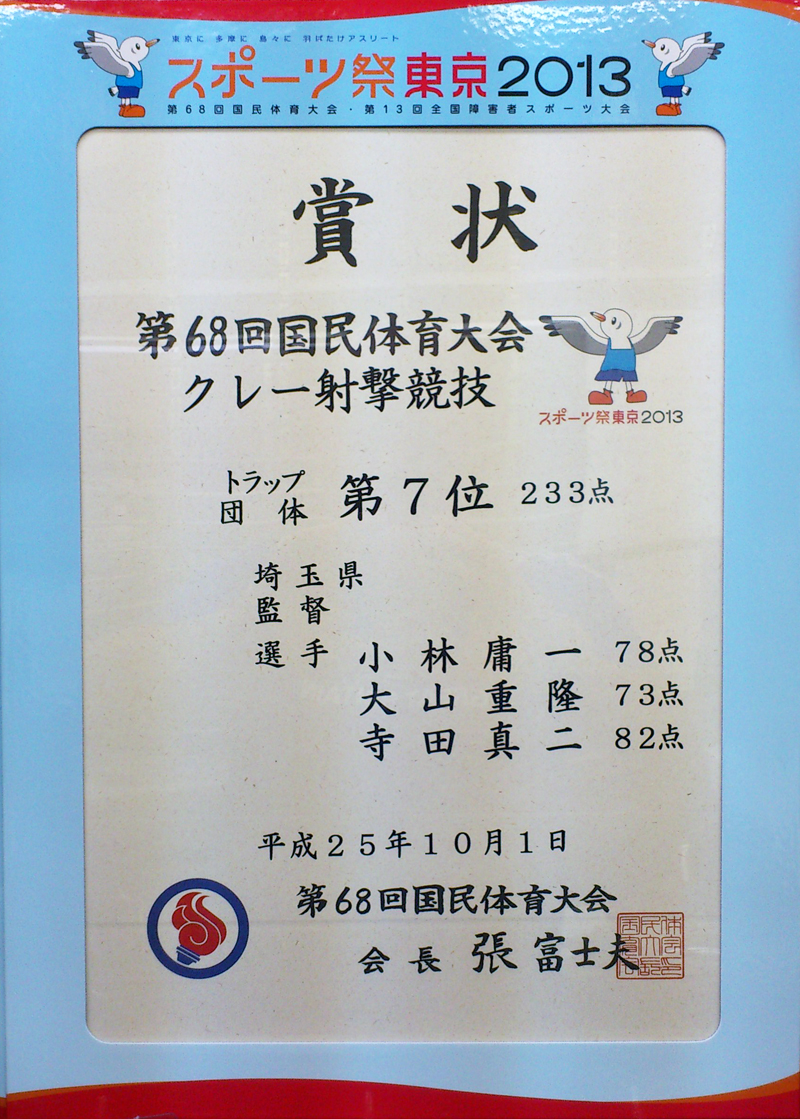 東京に 多摩に 島々に 羽ばたけアスリート
スポーツ祭東京2013
第68回国民体育大会・第13回全国障害者スポーツ大会
賞状
第68回国民体育大会
クレー射撃競技
スポーツ祭東京2013
トラップ
団体 第7位 233点
埼玉県
監督
選手 小林庸一 78点
大山重隆 73点
寺田真二 82点
平成25年10月1日
第68回国民体育大会
会長 張富士夫